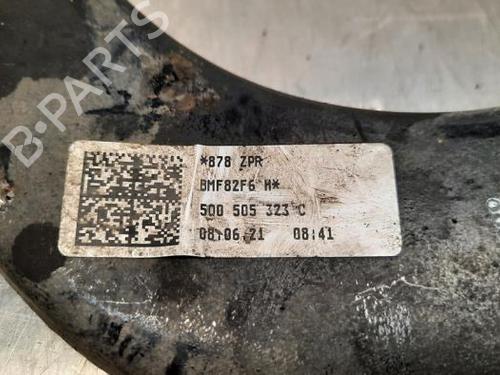 B-PARTS
*878 ZPR
BMF82F6 H*
5Q0 505 323 C
08.06.21 08:41